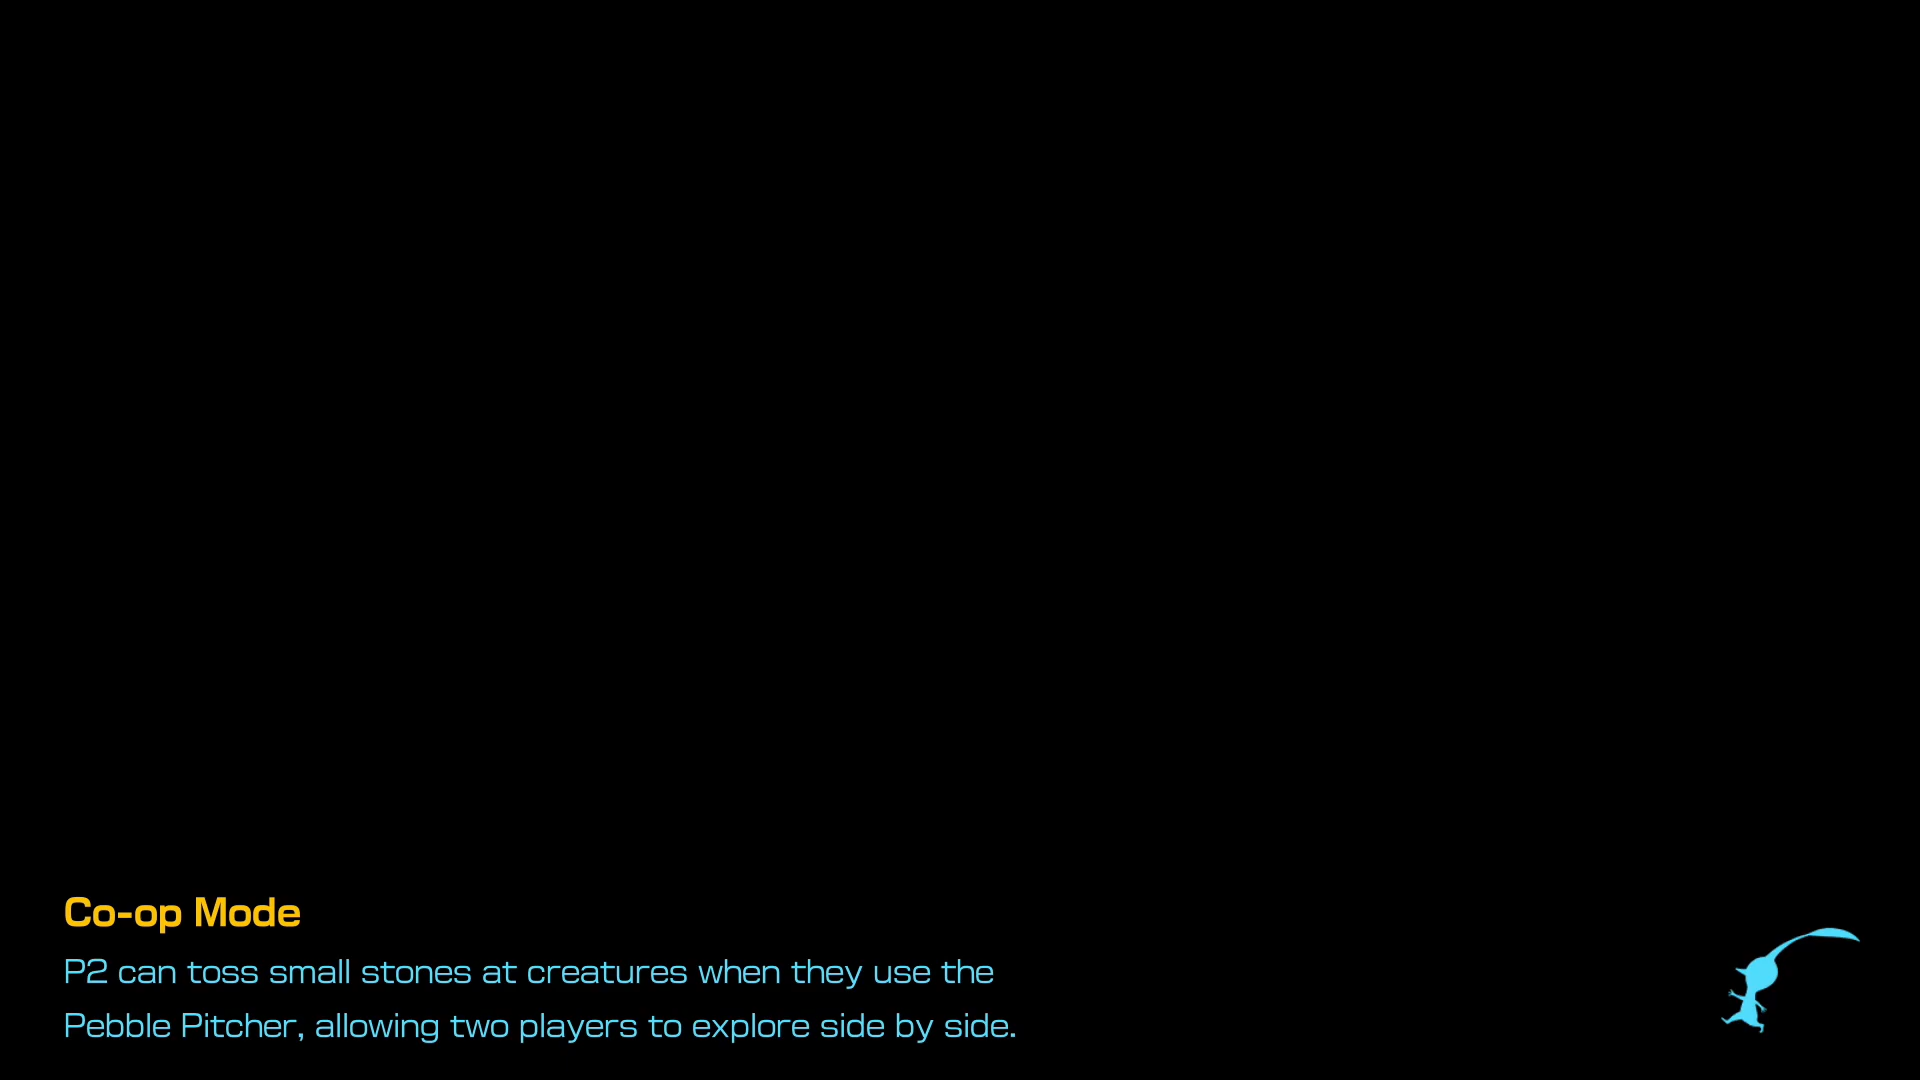 Co-op Mode
P2 can toss small stones at creatures when they use the
Pebble Pitcher, allowing two players to explore side by side.